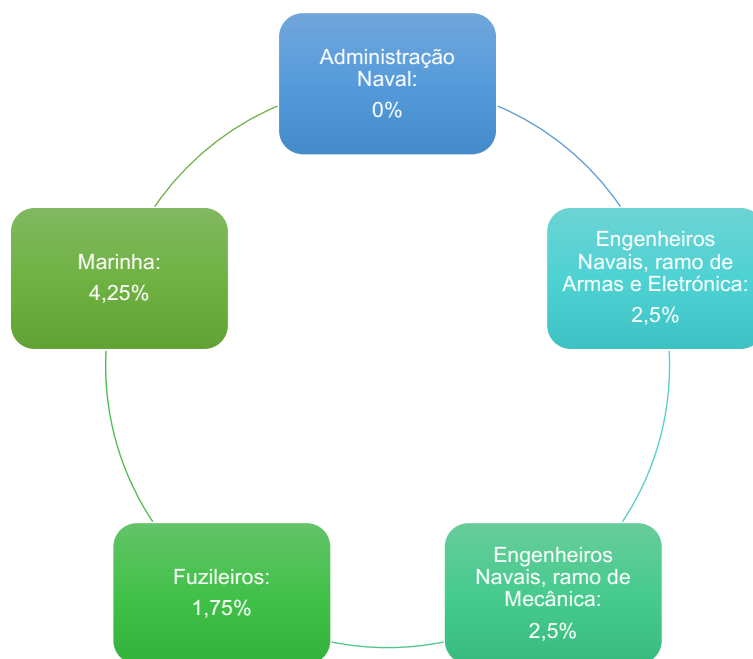 Administração
Naval:
0%
Engenheiros
Navais, ramo de
Armas e Eletrónica:
2,5%
Engenheiros
Navais, ramo de
Mecânica:
2,5%
Fuzileiros:
1,75%
Marinha:
4,25%